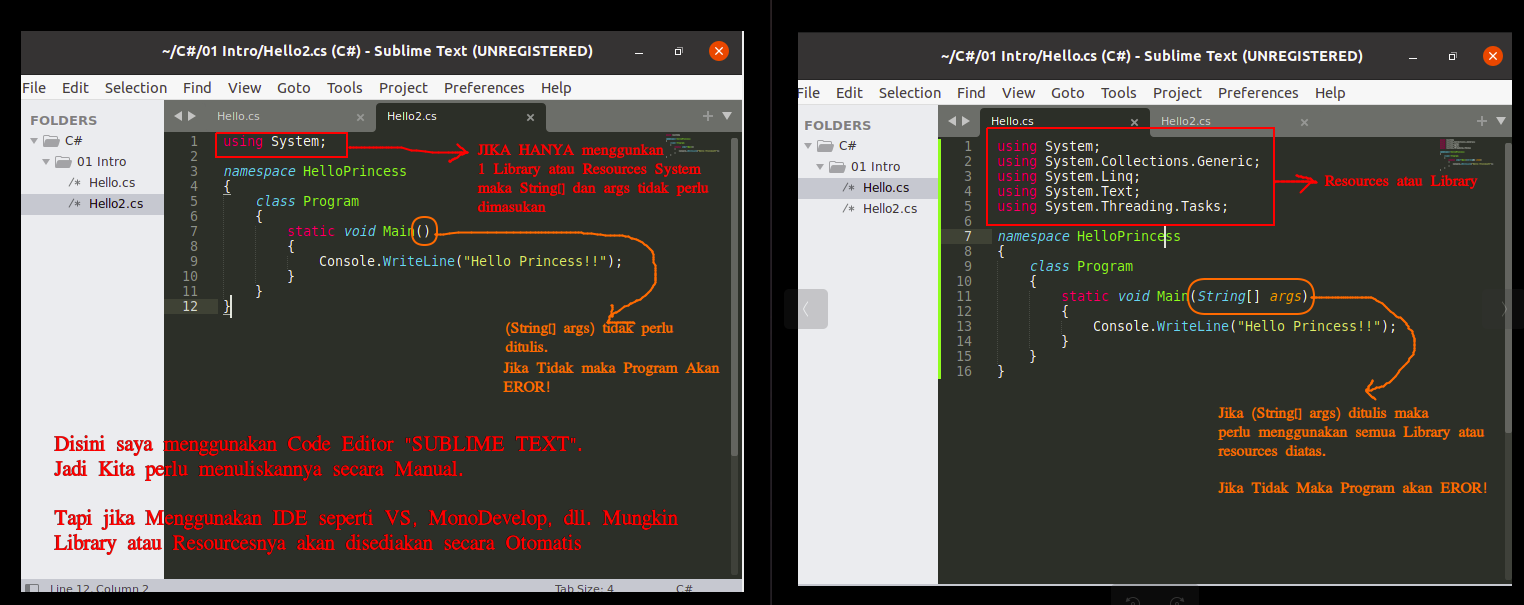 ~/C#/01 Intro/Hello2.cs (C#) - Sublime Text (UNREGISTERED)
File Edit Selection Find View Goto Tools Project Preferences Help
FOLDERS
C#
01 Intro
/* Hello.cs
/* Hello2.cs
Hello.cs Hello2.cs
1 using System;
2
3 namespace HelloPrincess
4 {
5 class Program
6 {
7 static void Main()
8 {
9 Console.WriteLine("Hello Princess!!");
10 }
11 }
12 }
JIKA HANYA menggunkan
1 Library atau Resources System
maka String[] dan args tidak perlu
dimasukan
(String[] args) tidak perlu
ditulis.
Jika Tidak maka Program Akan
EROR!
Disini saya menggunakan Code Editor "SUBLIME TEXT".
Jadi Kita perlu menuliskannya secara Manual.
Tapi jika Menggunakan IDE seperti VS, MonoDevelop, dll. Mungkin
Library atau Resourcesnya akan disediakan secara Otomatis
Line 12, Column 2 Tab Size: 4 C#
~/C#/01 Intro/Hello.cs (C#) - Sublime Text (UNREGISTERED)
File Edit Selection Find View Goto Tools Project Preferences Help
FOLDERS
C#
01 Intro
/* Hello.cs
/* Hello2.cs
Hello.cs Hello2.cs
1 using System;
2 using System.Collections.Generic;
3 using System.Linq;
4 using System.Text;
5 using System.Threading.Tasks;
6
7 namespace HelloPrincess
8 {
9 class Program
10 {
11 static void Main(String[] args)
12 {
13 Console.WriteLine("Hello Princess!!");
14 }
15 }
16 }
Resources atau Library
Jika (String[] args) ditulis maka
perlu menggunakan semua Library atau
resources diatas.
Jika Tidak Maka Program akan EROR!